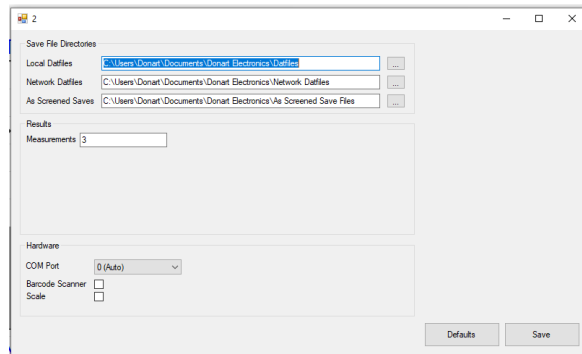 2
Save File Directories
Local Datfiles C:\Users\Donart\Documents\Donart Electronics\Datfiles ...
Network Datfiles C:\Users\Donart\Documents\Donart Electronics\Network Datfiles ...
As Screened Saves C:\Users\Donart\Documents\Donart Electronics\As Screened Save Files ...
Results
Measurements 3
Hardware
COM Port 0 (Auto)
Barcode Scanner
Scale
Defaults Save